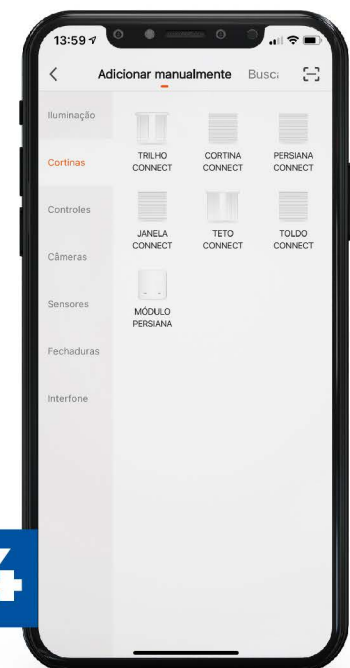 13:59
Adicionar manualmente Busca
Iluminação
Cortinas
Controles
Câmeras
Sensores
Fechaduras
Interfone
TRILHO
CONNECT
CORTINA
CONNECT
PERSIANA
CONNECT
JANELA
CONNECT
TETO
CONNECT
TOLDO
CONNECT
MÓDULO
PERSIANA
4